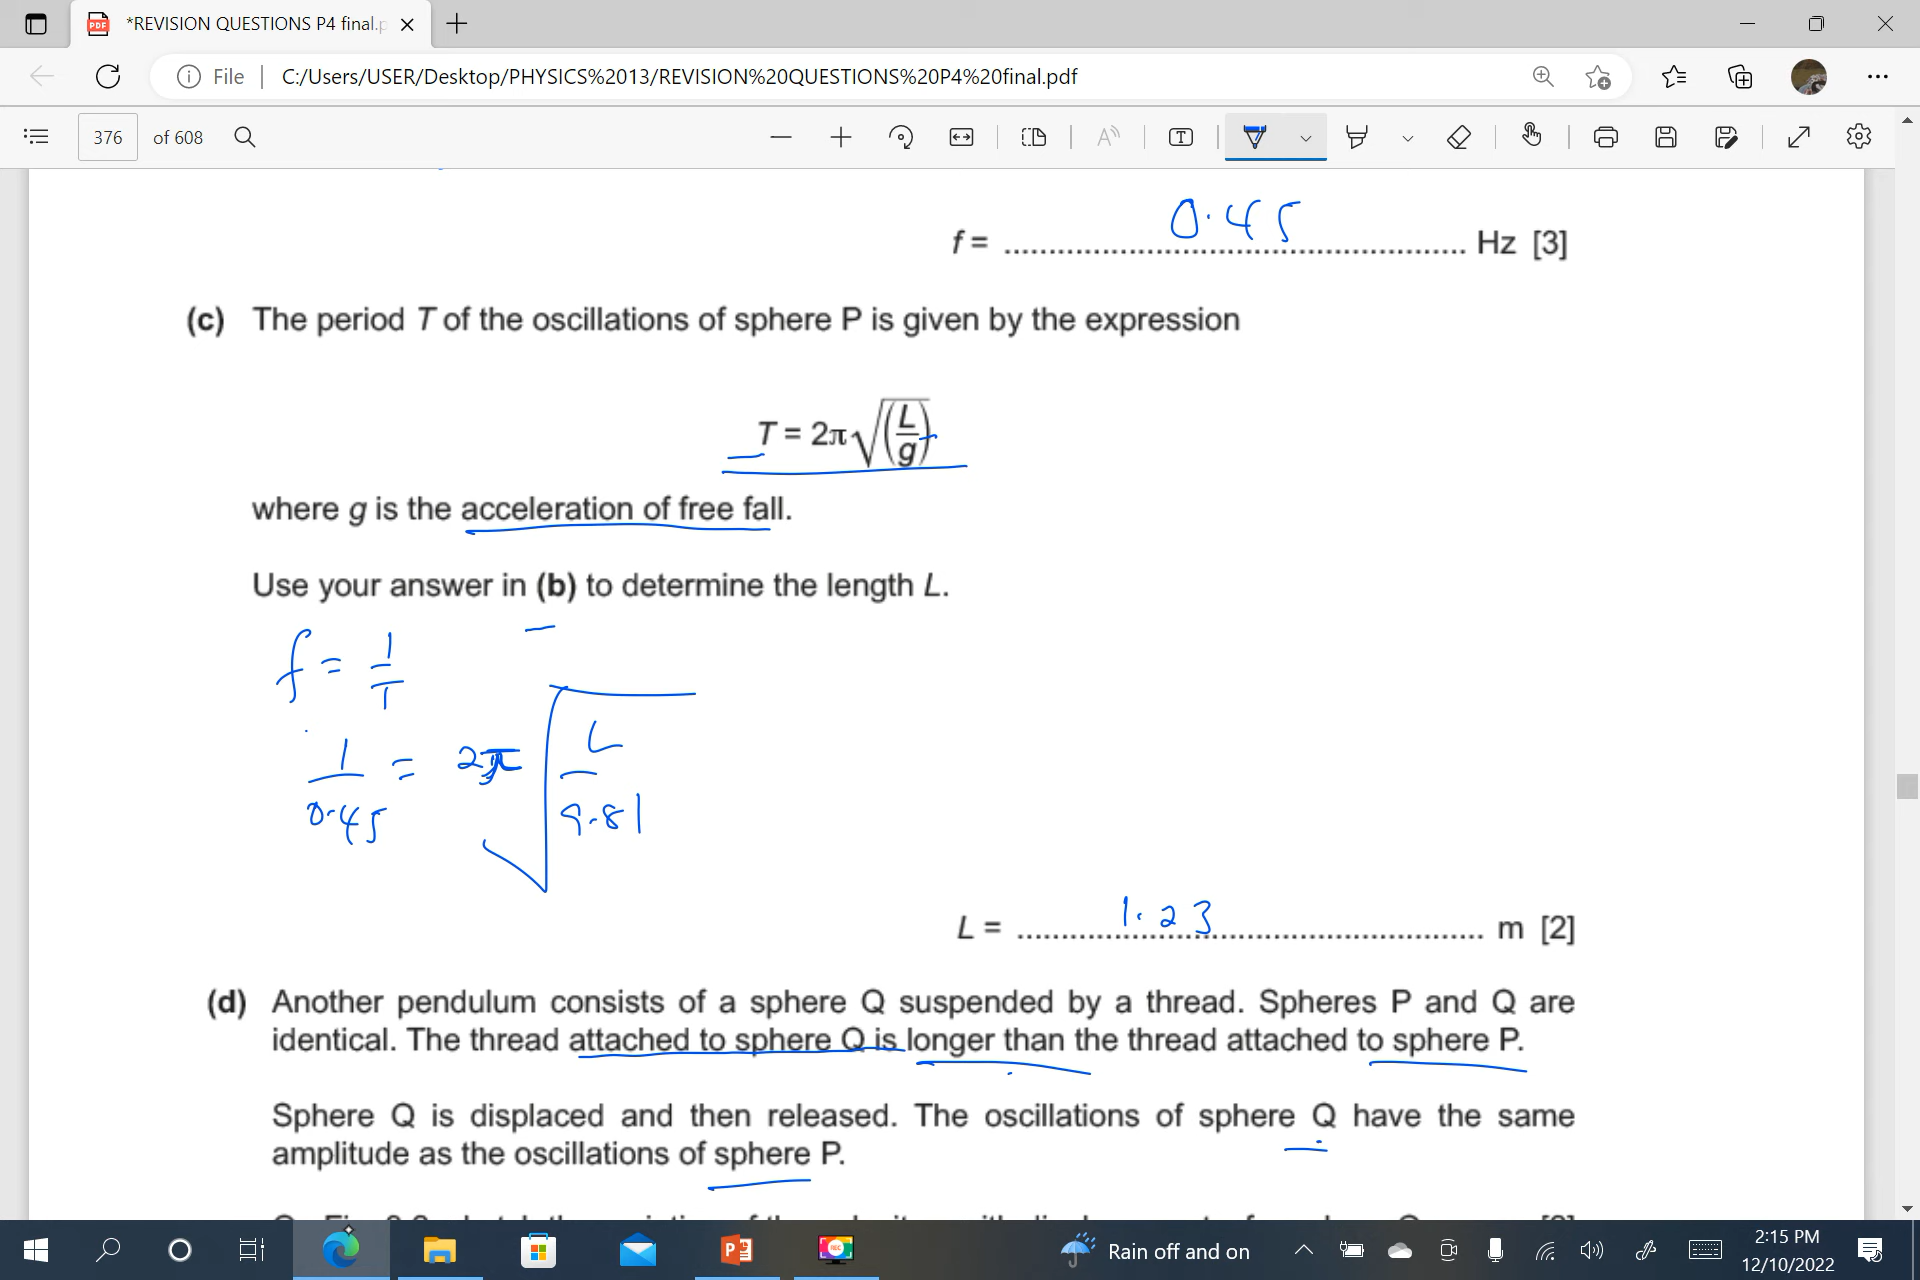 *REVISION QUESTIONS P4 final.p
File
C:/Users/USER/Desktop/PHYSICS%2013/REVISION%20QUESTIONS%20P4%20final.pdf
376 of 608
0.45
f = ........................................ Hz [3]
(c) The period T of the oscillations of sphere P is given by the expression
T = 2π√(L/g)
where g is the acceleration of free fall.
Use your answer in (b) to determine the length L.
f = 1/T
1/0.45 = 2π√(L/9.81)
1.23
L = ........................................ m [2]
(d) Another pendulum consists of a sphere Q suspended by a thread. Spheres P and Q are
identical. The thread attached to sphere Q is longer than the thread attached to sphere P.
Sphere Q is displaced and then released. The oscillations of sphere Q have the same
amplitude as the oscillations of sphere P.
Rain off and on
2:15 PM
12/10/2022